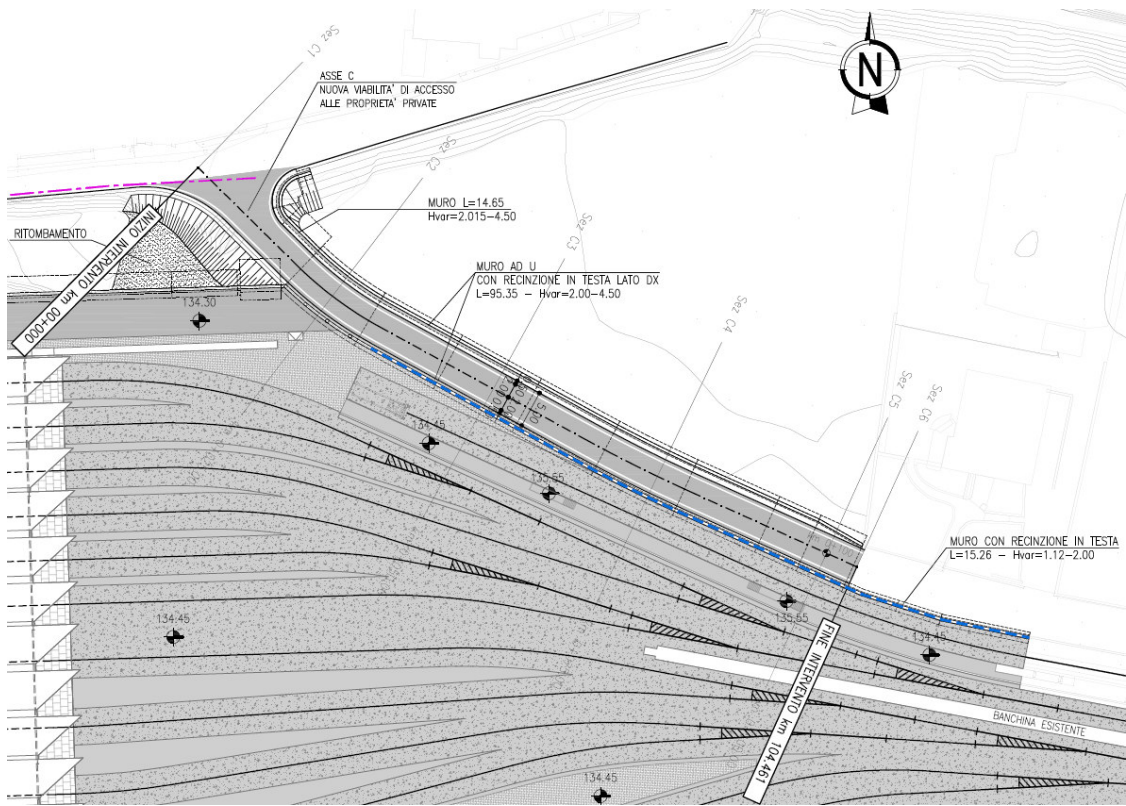 Sez C1
N
ASSE C
NUOVA VIABILITA' DI ACCESSO
ALLE PROPRIETA' PRIVATE
Sez C2
MURO L=14.65
Hvar=2.015-4.50
Sez C3
RITOMBAMENTO
INIZIO INTERVENTO km 00+000
MURO AD U
CON RECINZIONE IN TESTA LATO DX
L=95.35 - Hvar=2.00-4.50
134.30
Sez C4
Sez C5
Sez C6
134.45
135.55
MURO CON RECINZIONE IN TESTA
L=15.26 - Hvar=1.12-2.00
135.55
134.45
134.45
FINE INTERVENTO km 104.461
BANCHINA ESISTENTE
134.45